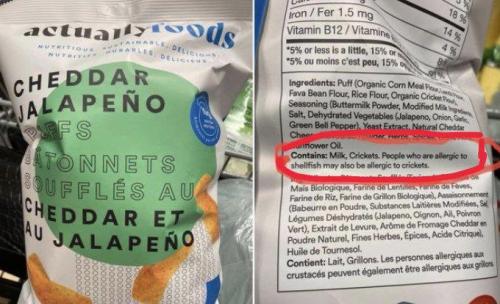 actually foods
NUTRITIOUS. SUSTAINABLE. DELICIOUS.
NUTRITIF. DURABLES. DÉLICIEUX.
CHEDDAR
JALAPEÑO
PUFFS
BÂTONNETS
SOUFFLÉS AU
CHEDDAR ET
AU JALAPEÑO
Iron / Fer 1.5 mg
18 %
Vitamin B12 / Vitamine
14 %
4 %
*5% or less is a little, 15% or
*5% ou moins c'est peu, 15%
Ingredients: Puff (Organic Corn Meal
Fava Bean Flour, Rice Flour, Organic Cricket
Seasoning (Buttermilk Powder, Modified Milk
Salt, Dehydrated Vegetables (Jalapeno, Onion,
Green Bell Pepper), Yeast Extract, Natural Cheddar
Sunflower Oil.
Contains: Milk, Crickets. People who are allergic to
shellfish may also be allergic to crickets.
Maïs Biologique, Farine de Lentilles, Farine de Fèves,
Farine de Riz, Farine de Grillon Biologique), Assaisonnement
(Babeurre en Poudre, Substances Laitières Modifiées, Sel,
Légumes Déshydratés (Jalapeno, Oignon, Ail, Poivron
Vert), Extrait de Levure, Arôme de Fromage Cheddar en
Poudre Naturel, Fines Herbes, Épices, Acide Citrique),
Huile de Tournesol.
Contient: Lait, Grillons. Les personnes allergiques aux
crustacés peuvent également être allergiques aux grillons.